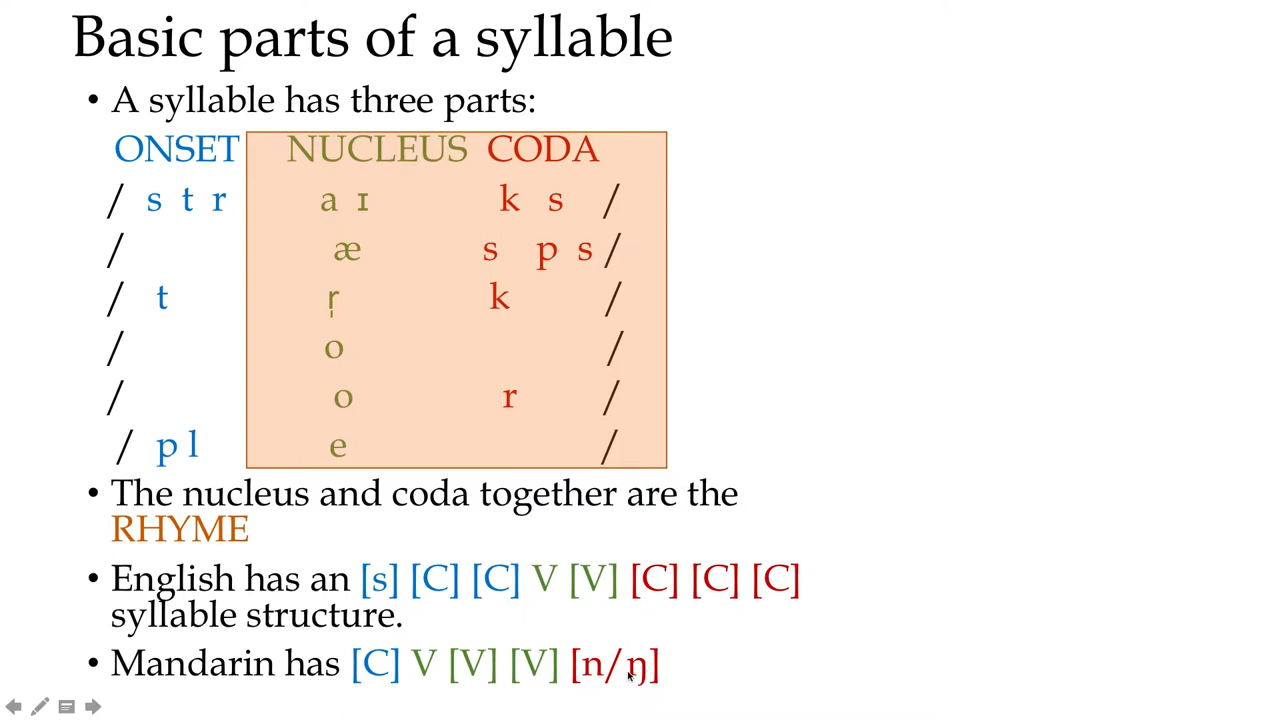 Basic parts of a syllable
• A syllable has three parts:
ONSET NUCLEUS CODA
/ s t r a ɪ k s /
/ æ s p s /
/ t r̩ k /
/ o /
/ o r /
/ p l e /
• The nucleus and coda together are the
RHYME
• English has an [s] [C] [C] V [V] [C] [C] [C]
syllable structure.
• Mandarin has [C] V [V] [V] [n/ŋ]